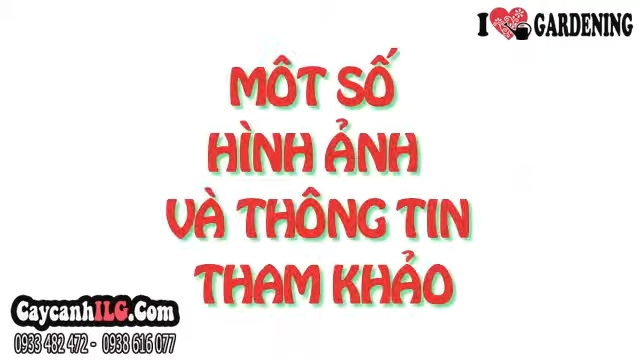 I GARDENING
MÔT SỐ
HÌNH ẢNH
VÀ THÔNG TIN
THAM KHẢO
CaycanhILG.Com
0933 482 472 - 0938 616 077